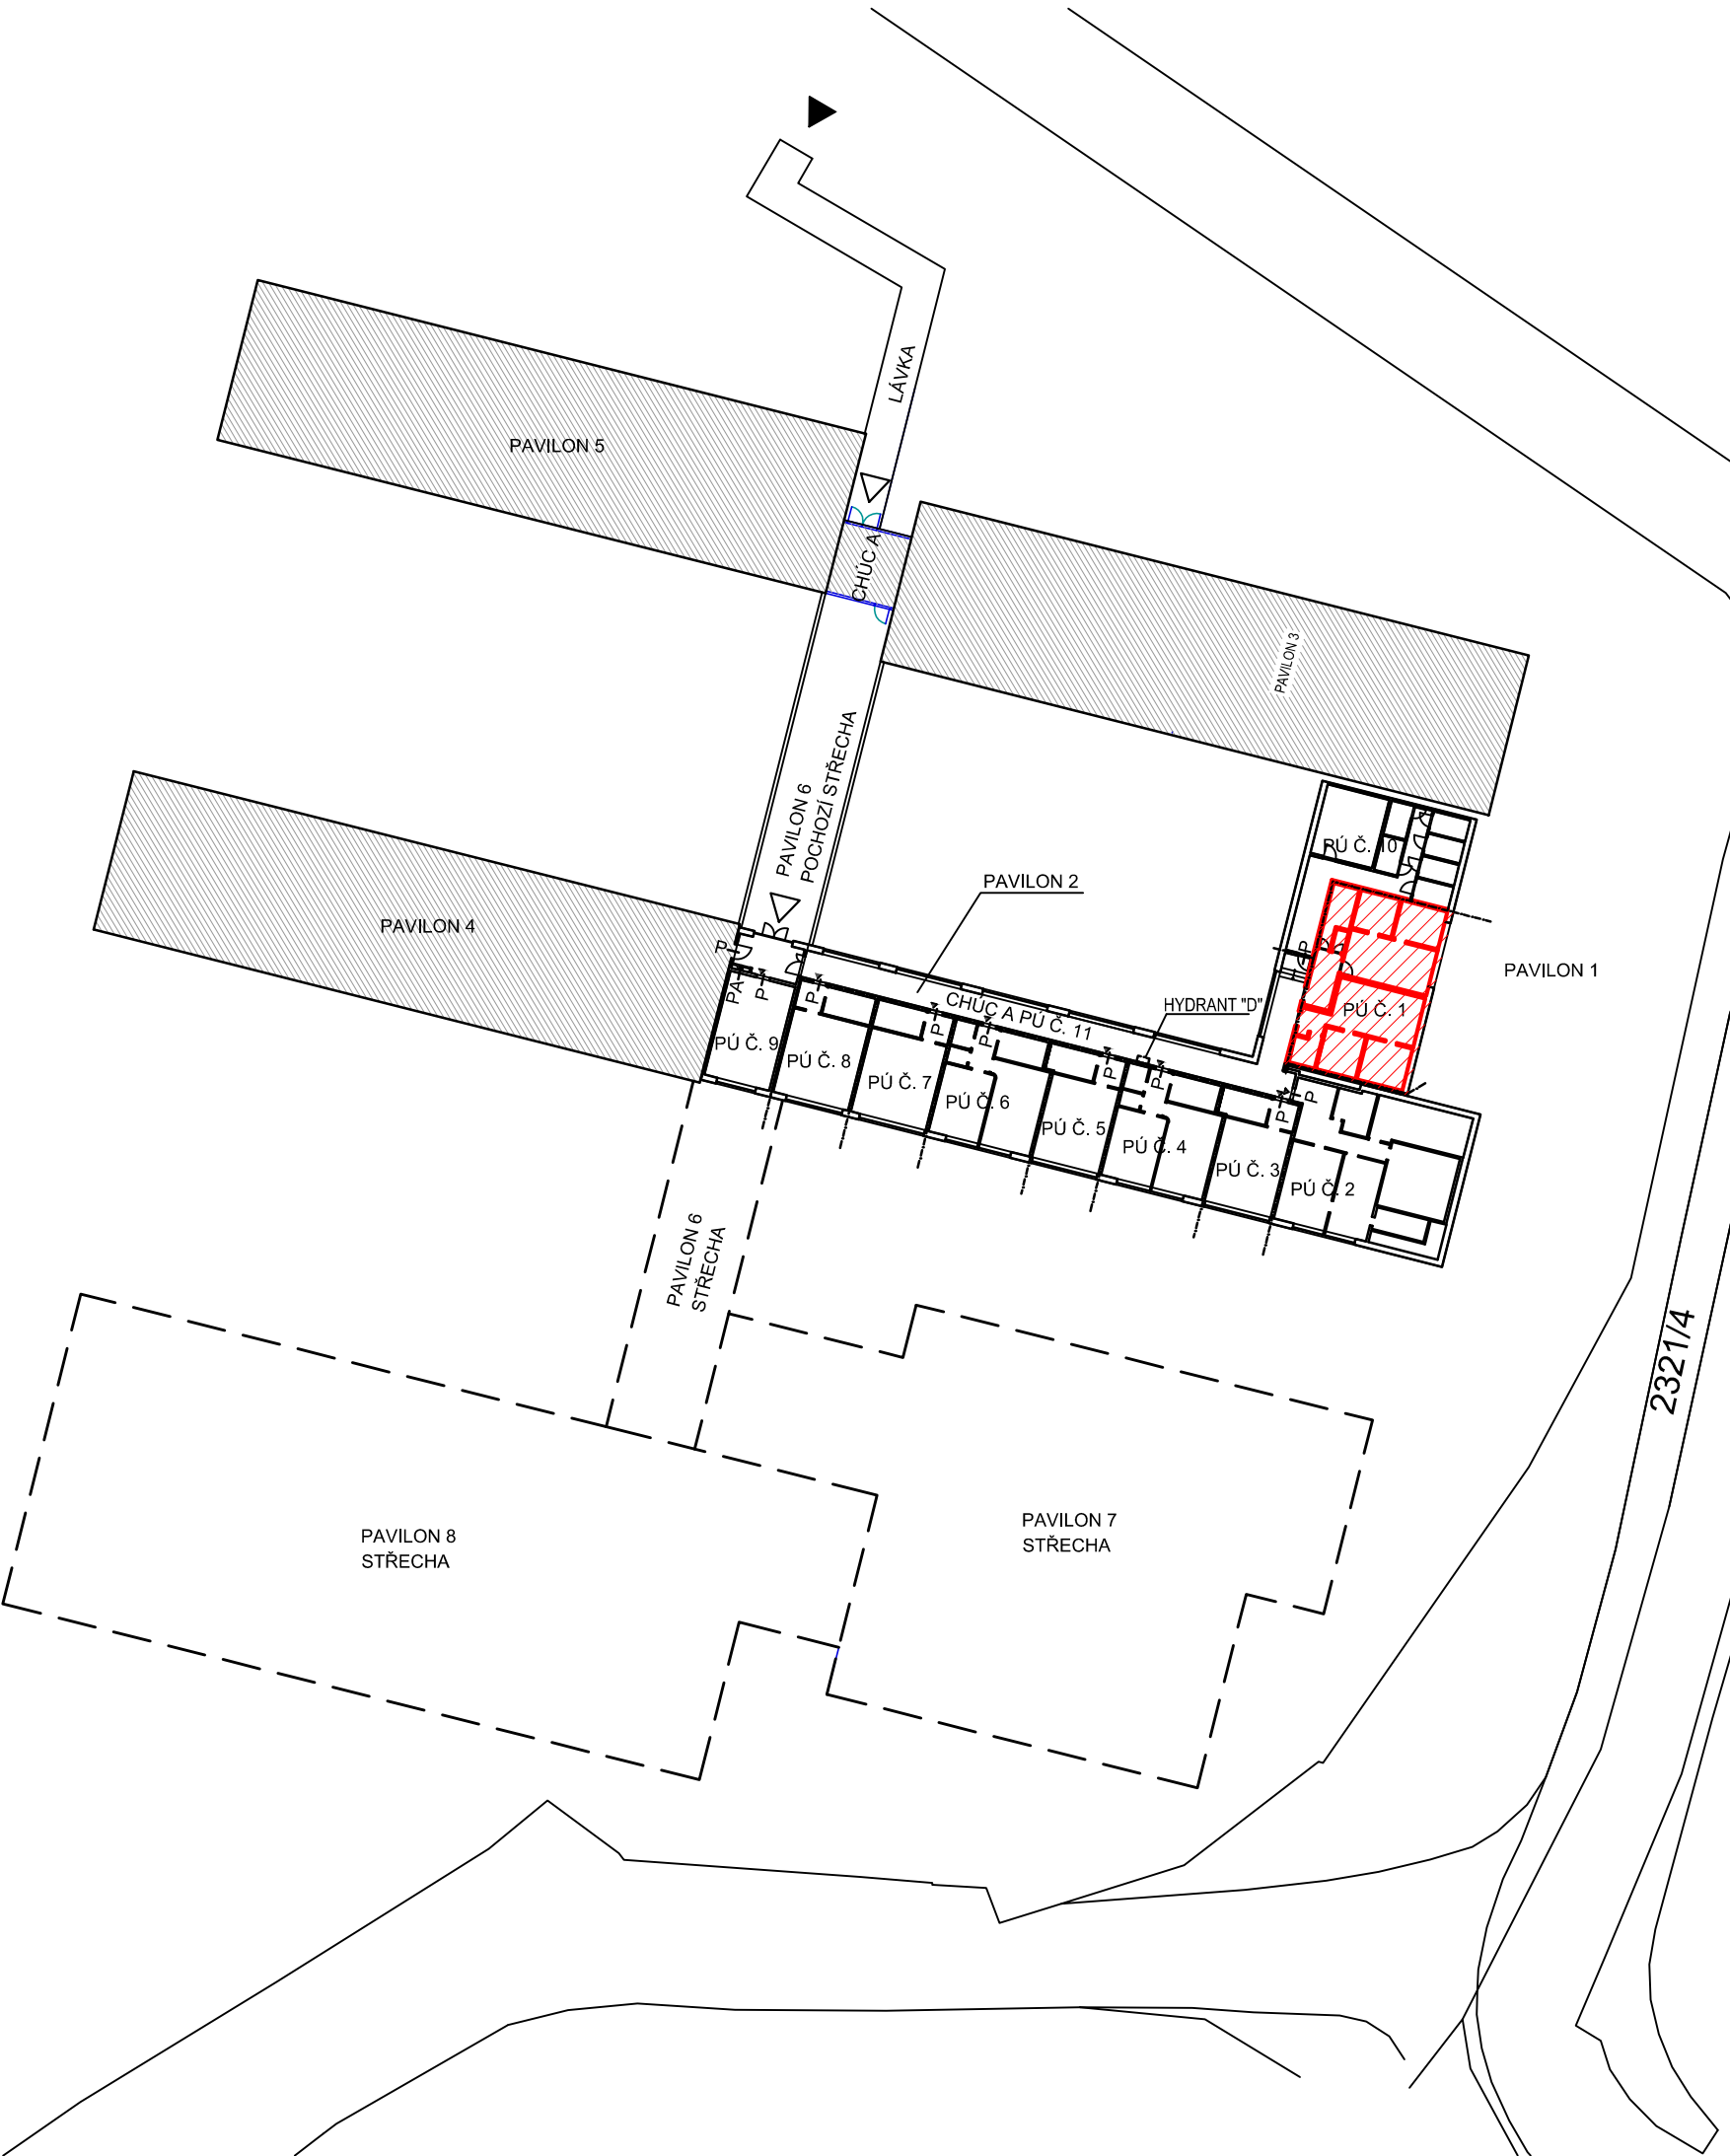 LÁVKA
PAVILON 5
CHÚC A
PAVILON 3
PAVILON 6
POCHOZÍ STŘECHA
PÚ Č. 10
PAVILON 2
PAVILON 4
PAVILON 1
P
P
PA
P
P
HYDRANT "D"
PÚ Č. 1
CHÚC A PÚ Č. 11
P
P
P
P
P
P
PÚ Č. 9
PÚ Č. 8
PÚ Č. 7
PÚ Č. 6
PÚ Č. 5
PÚ Č. 4
PÚ Č. 3
PÚ Č. 2
PAVILON 6
STŘECHA
2321/4
PAVILON 8
STŘECHA
PAVILON 7
STŘECHA